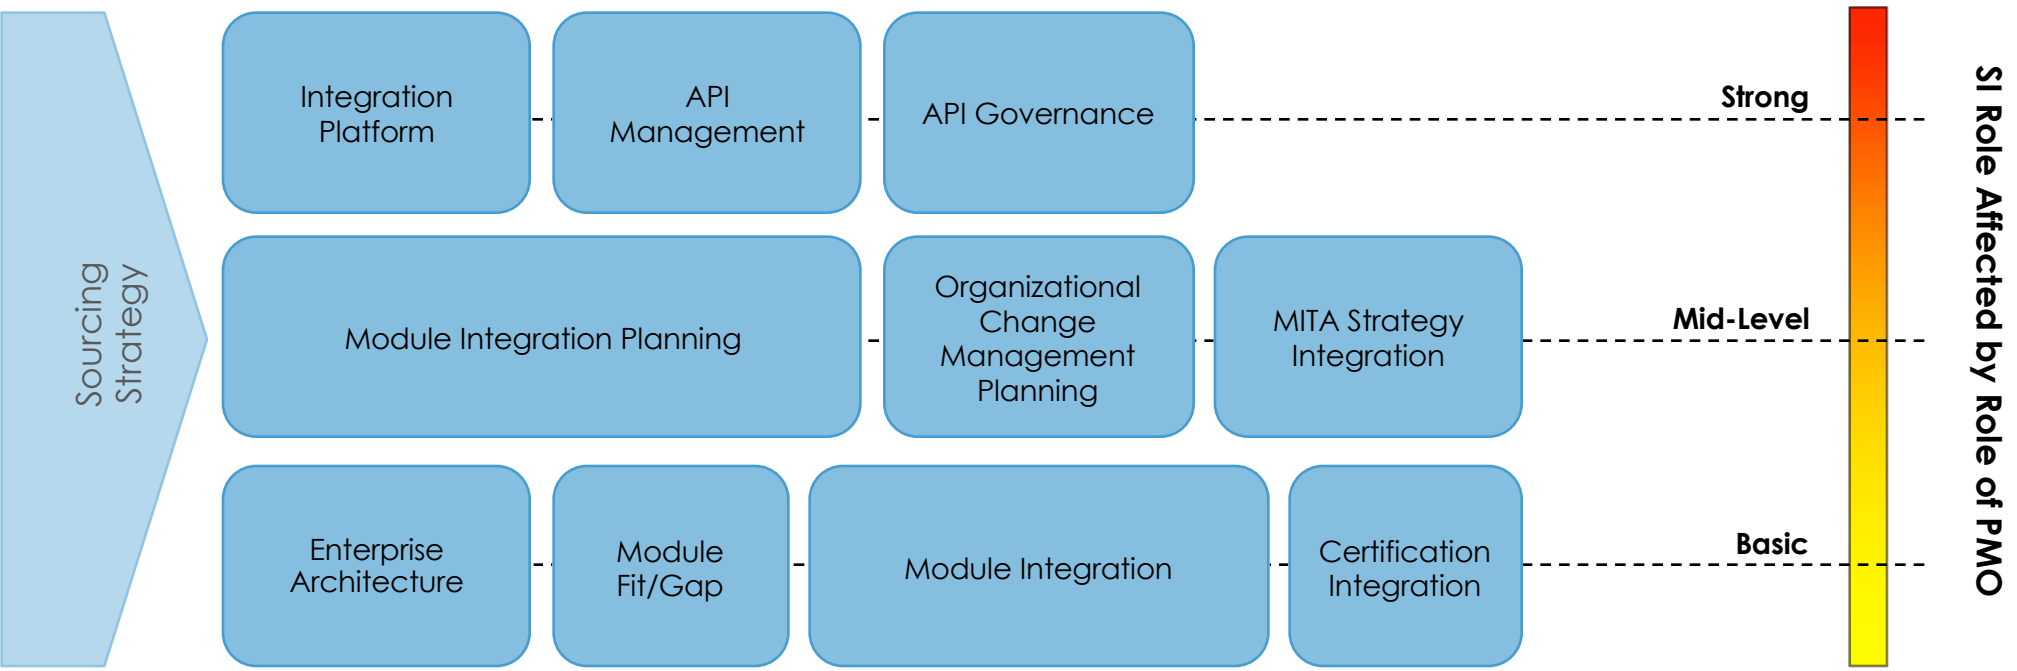 Sourcing
Strategy
Integration
Platform
API
Management
API Governance
Strong
Module Integration Planning
Organizational
Change
Management
Planning
MITA Strategy
Integration
Mid-Level
Enterprise
Architecture
Module
Fit/Gap
Module Integration
Certification
Integration
Basic
SI Role Affected by Role of PMO